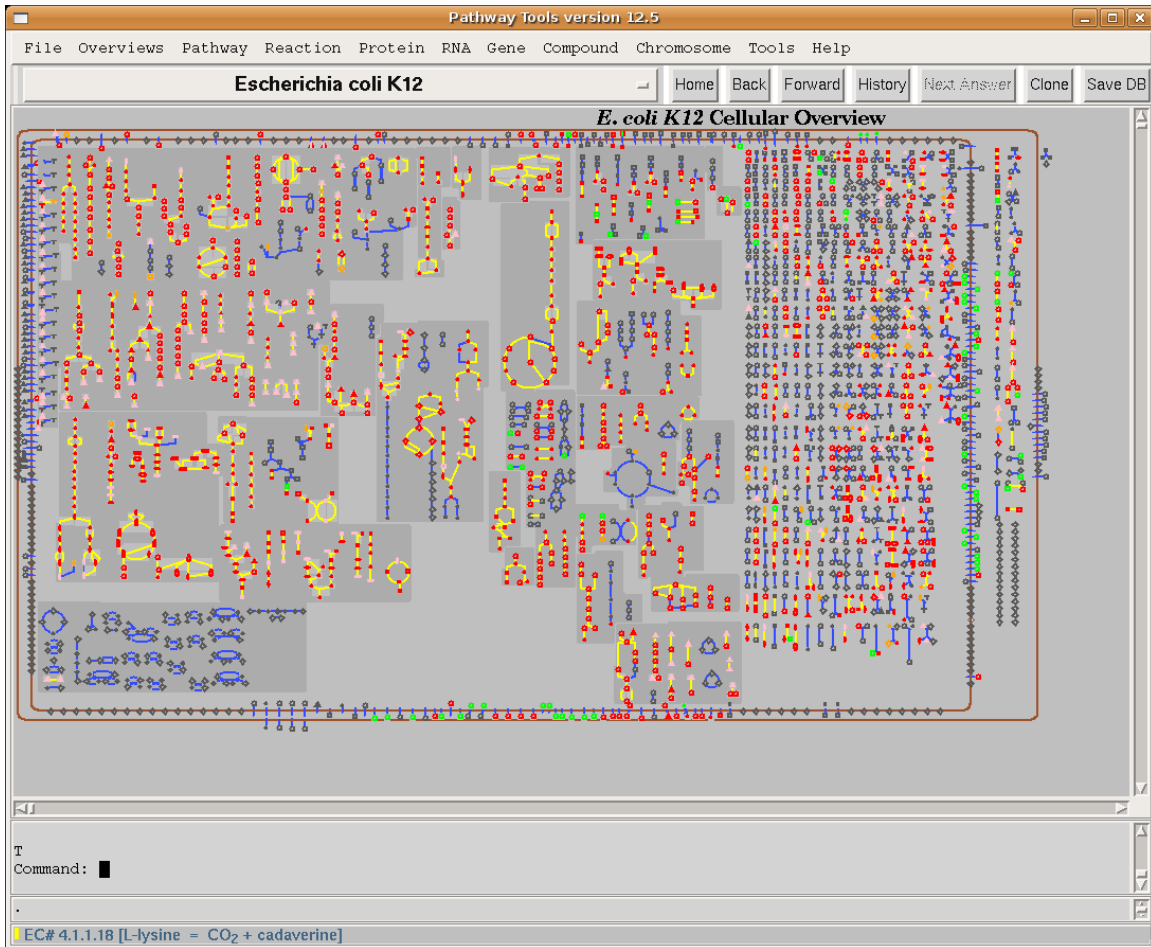 Pathway Tools version 12.5
File Overviews Pathway Reaction Protein RNA Gene Compound Chromosome Tools Help
Escherichia coli K12 Home Back Forward History Next Answer Clone Save DB
E. coli K12 Cellular Overview
T
Command:
.
EC# 4.1.1.18 [L-lysine = CO₂ + cadaverine]